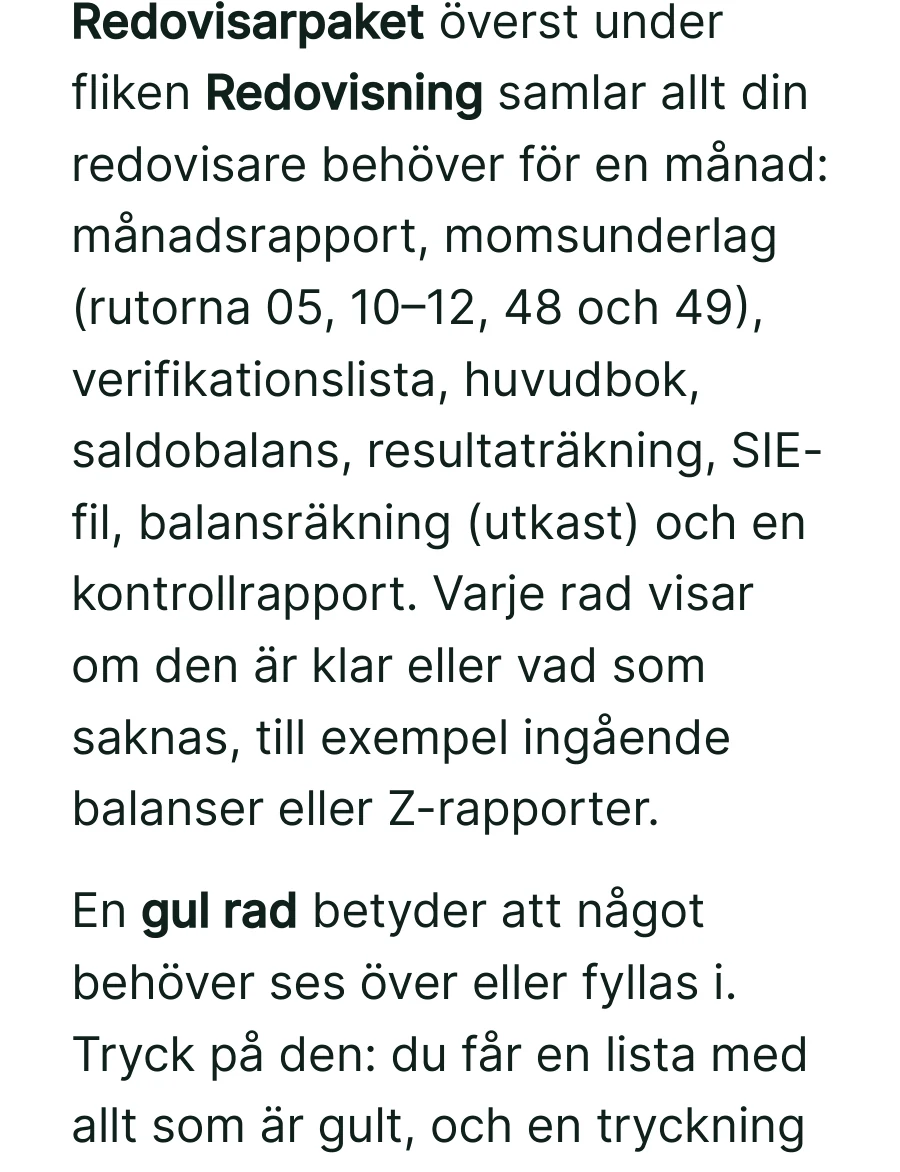 Redovisarpaket överst under
fliken Redovisning samlar allt din
redovisare behöver för en månad:
månadsrapport, momsunderlag
(rutorna 05, 10–12, 48 och 49),
verifikationslista, huvudbok,
saldobalans, resultaträkning, SIE-
fil, balansräkning (utkast) och en
kontrollrapport. Varje rad visar
om den är klar eller vad som
saknas, till exempel ingående
balanser eller Z-rapporter.
En gul rad betyder att något
behöver ses över eller fyllas i.
Tryck på den: du får en lista med
allt som är gult, och en tryckning